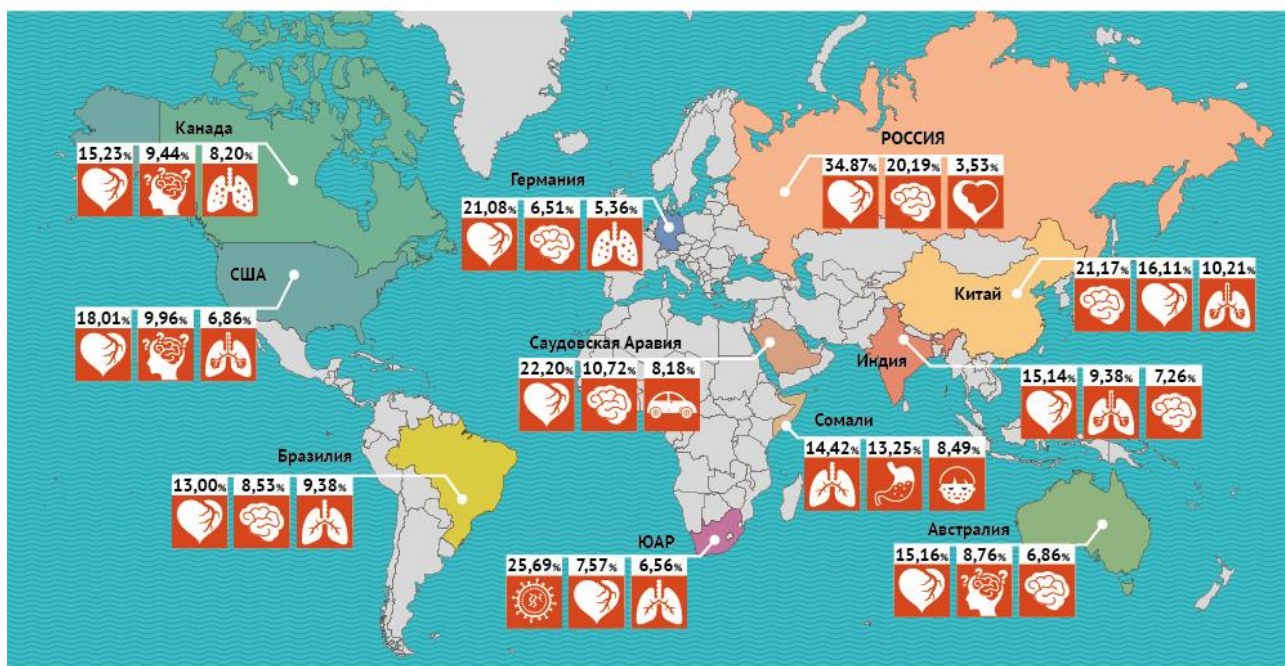 Канада
15,23% 9,44% 8,20%
РОССИЯ
34.87% 20,19% 3,53%
Германия
21,08% 6,51% 5,36%
США
18,01% 9,96% 6,86%
Китай
21,17% 16,11% 10,21%
Саудовская Аравия
22,20% 10,72% 8,18%
Индия
15,14% 9,38% 7,26%
Сомали
14,42% 13,25% 8,49%
Бразилия
13,00% 8,53% 9,38%
ЮАР
25,69% 7,57% 6,56%
Австралия
15,16% 8,76% 6,86%